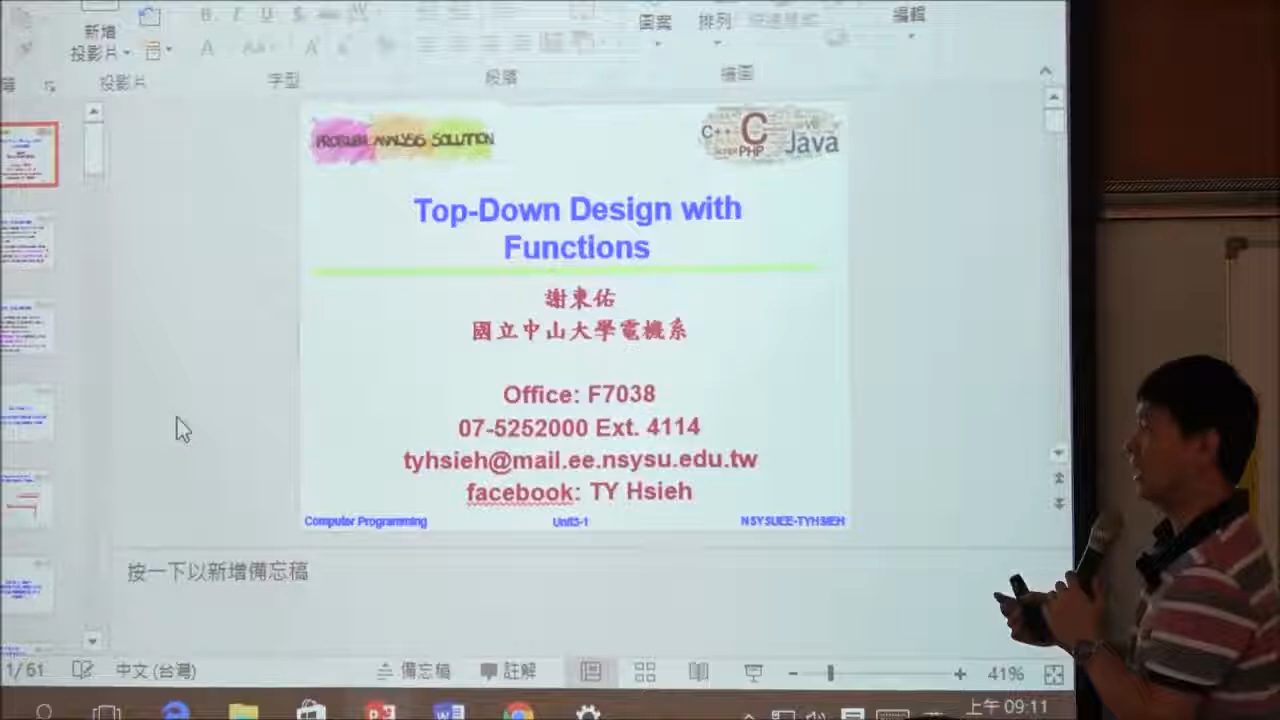 新增
投影片
圖案
排列
快速樣式
編輯
投影片
字型
段落
繪圖
PROBLEM ANALYSIS SOLUTION
C++
C
PHP
Java
Top-Down Design with
Functions
謝東佑
國立中山大學電機系
Office: F7038
07-5252000 Ext. 4114
tyhsieh@mail.ee.nsysu.edu.tw
facebook: TY Hsieh
Computer Programming
Unit3-1
NSYSUEE-TYHSIEH
按一下以新增備忘稿
1/61
中文 (台灣)
備忘稿
註解
41%
上午 09:11